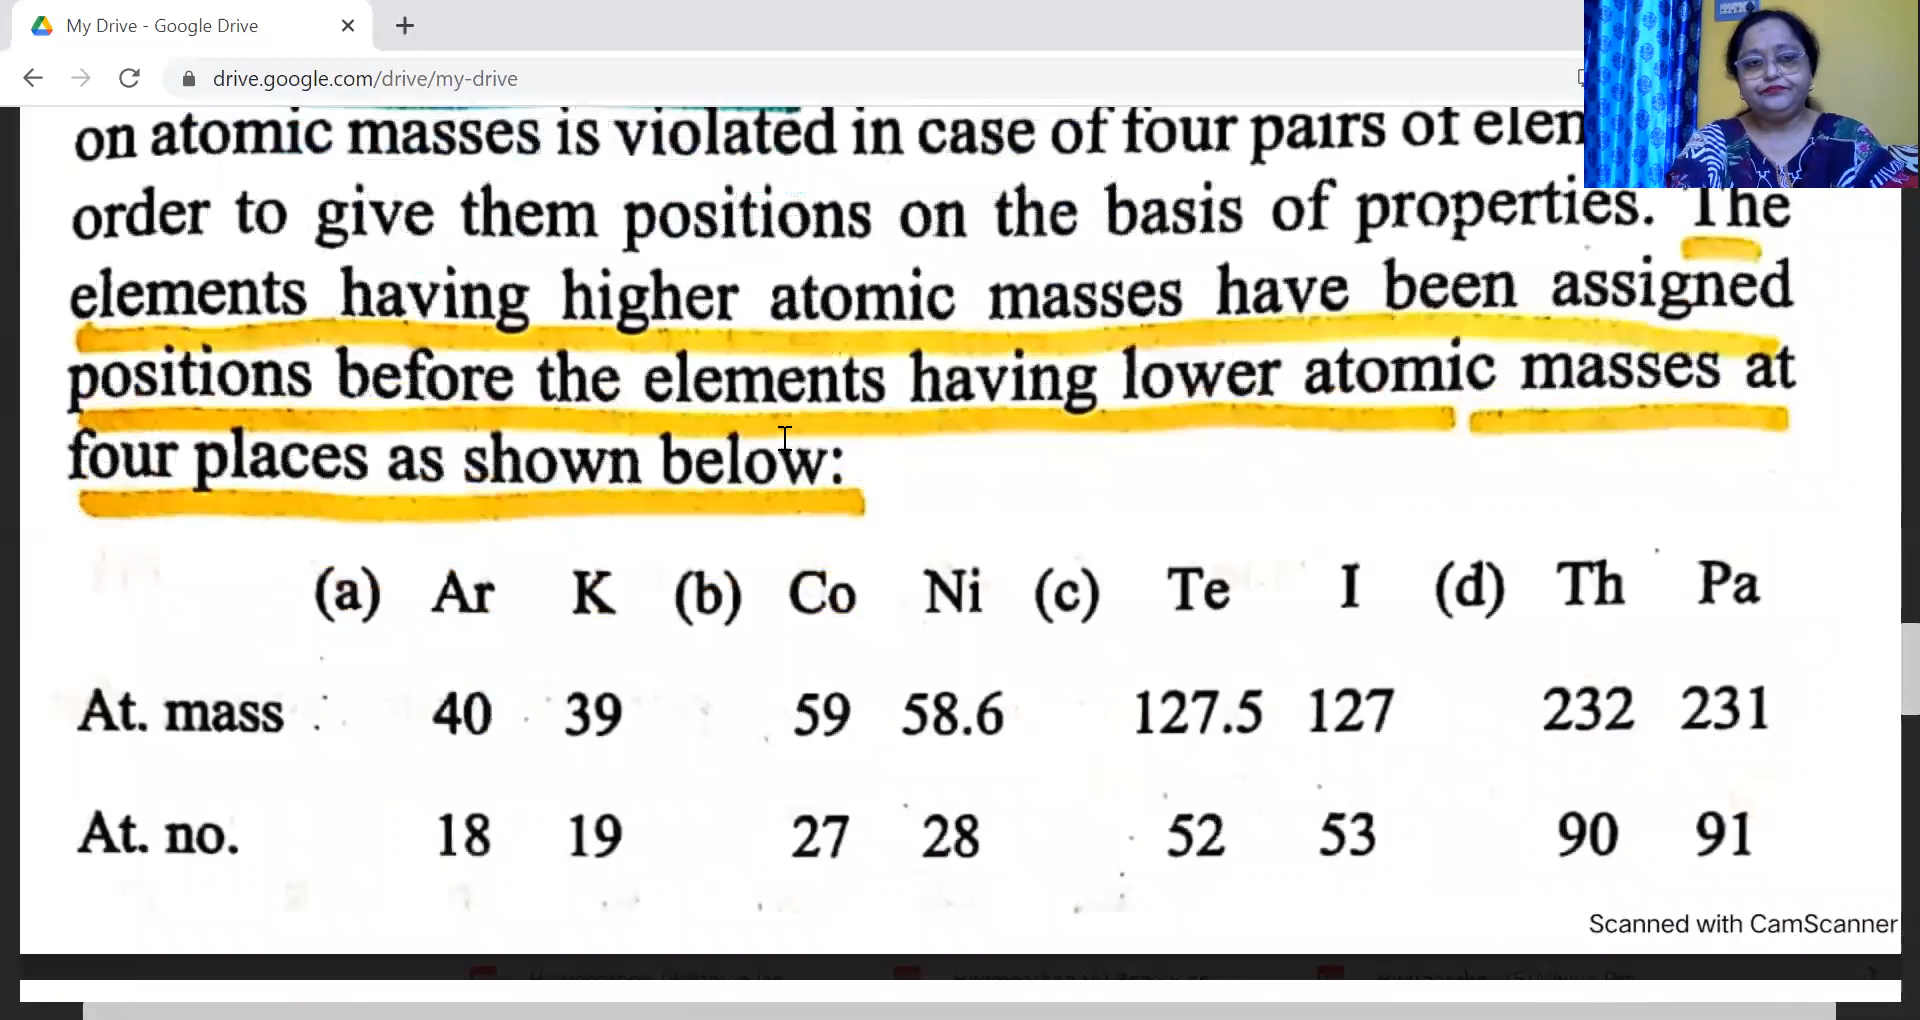 My Drive - Google Drive
drive.google.com/drive/my-drive
on atomic masses is violated in case of four pairs of elem
order to give them positions on the basis of properties. The
elements having higher atomic masses have been assigned
positions before the elements having lower atomic masses at
four places as shown below:
(a) Ar K (b) Co Ni (c) Te I (d) Th Pa
At. mass : 40 39 59 58.6 127.5 127 232 231
At. no. 18 19 27 28 52 53 90 91
Scanned with CamScanner